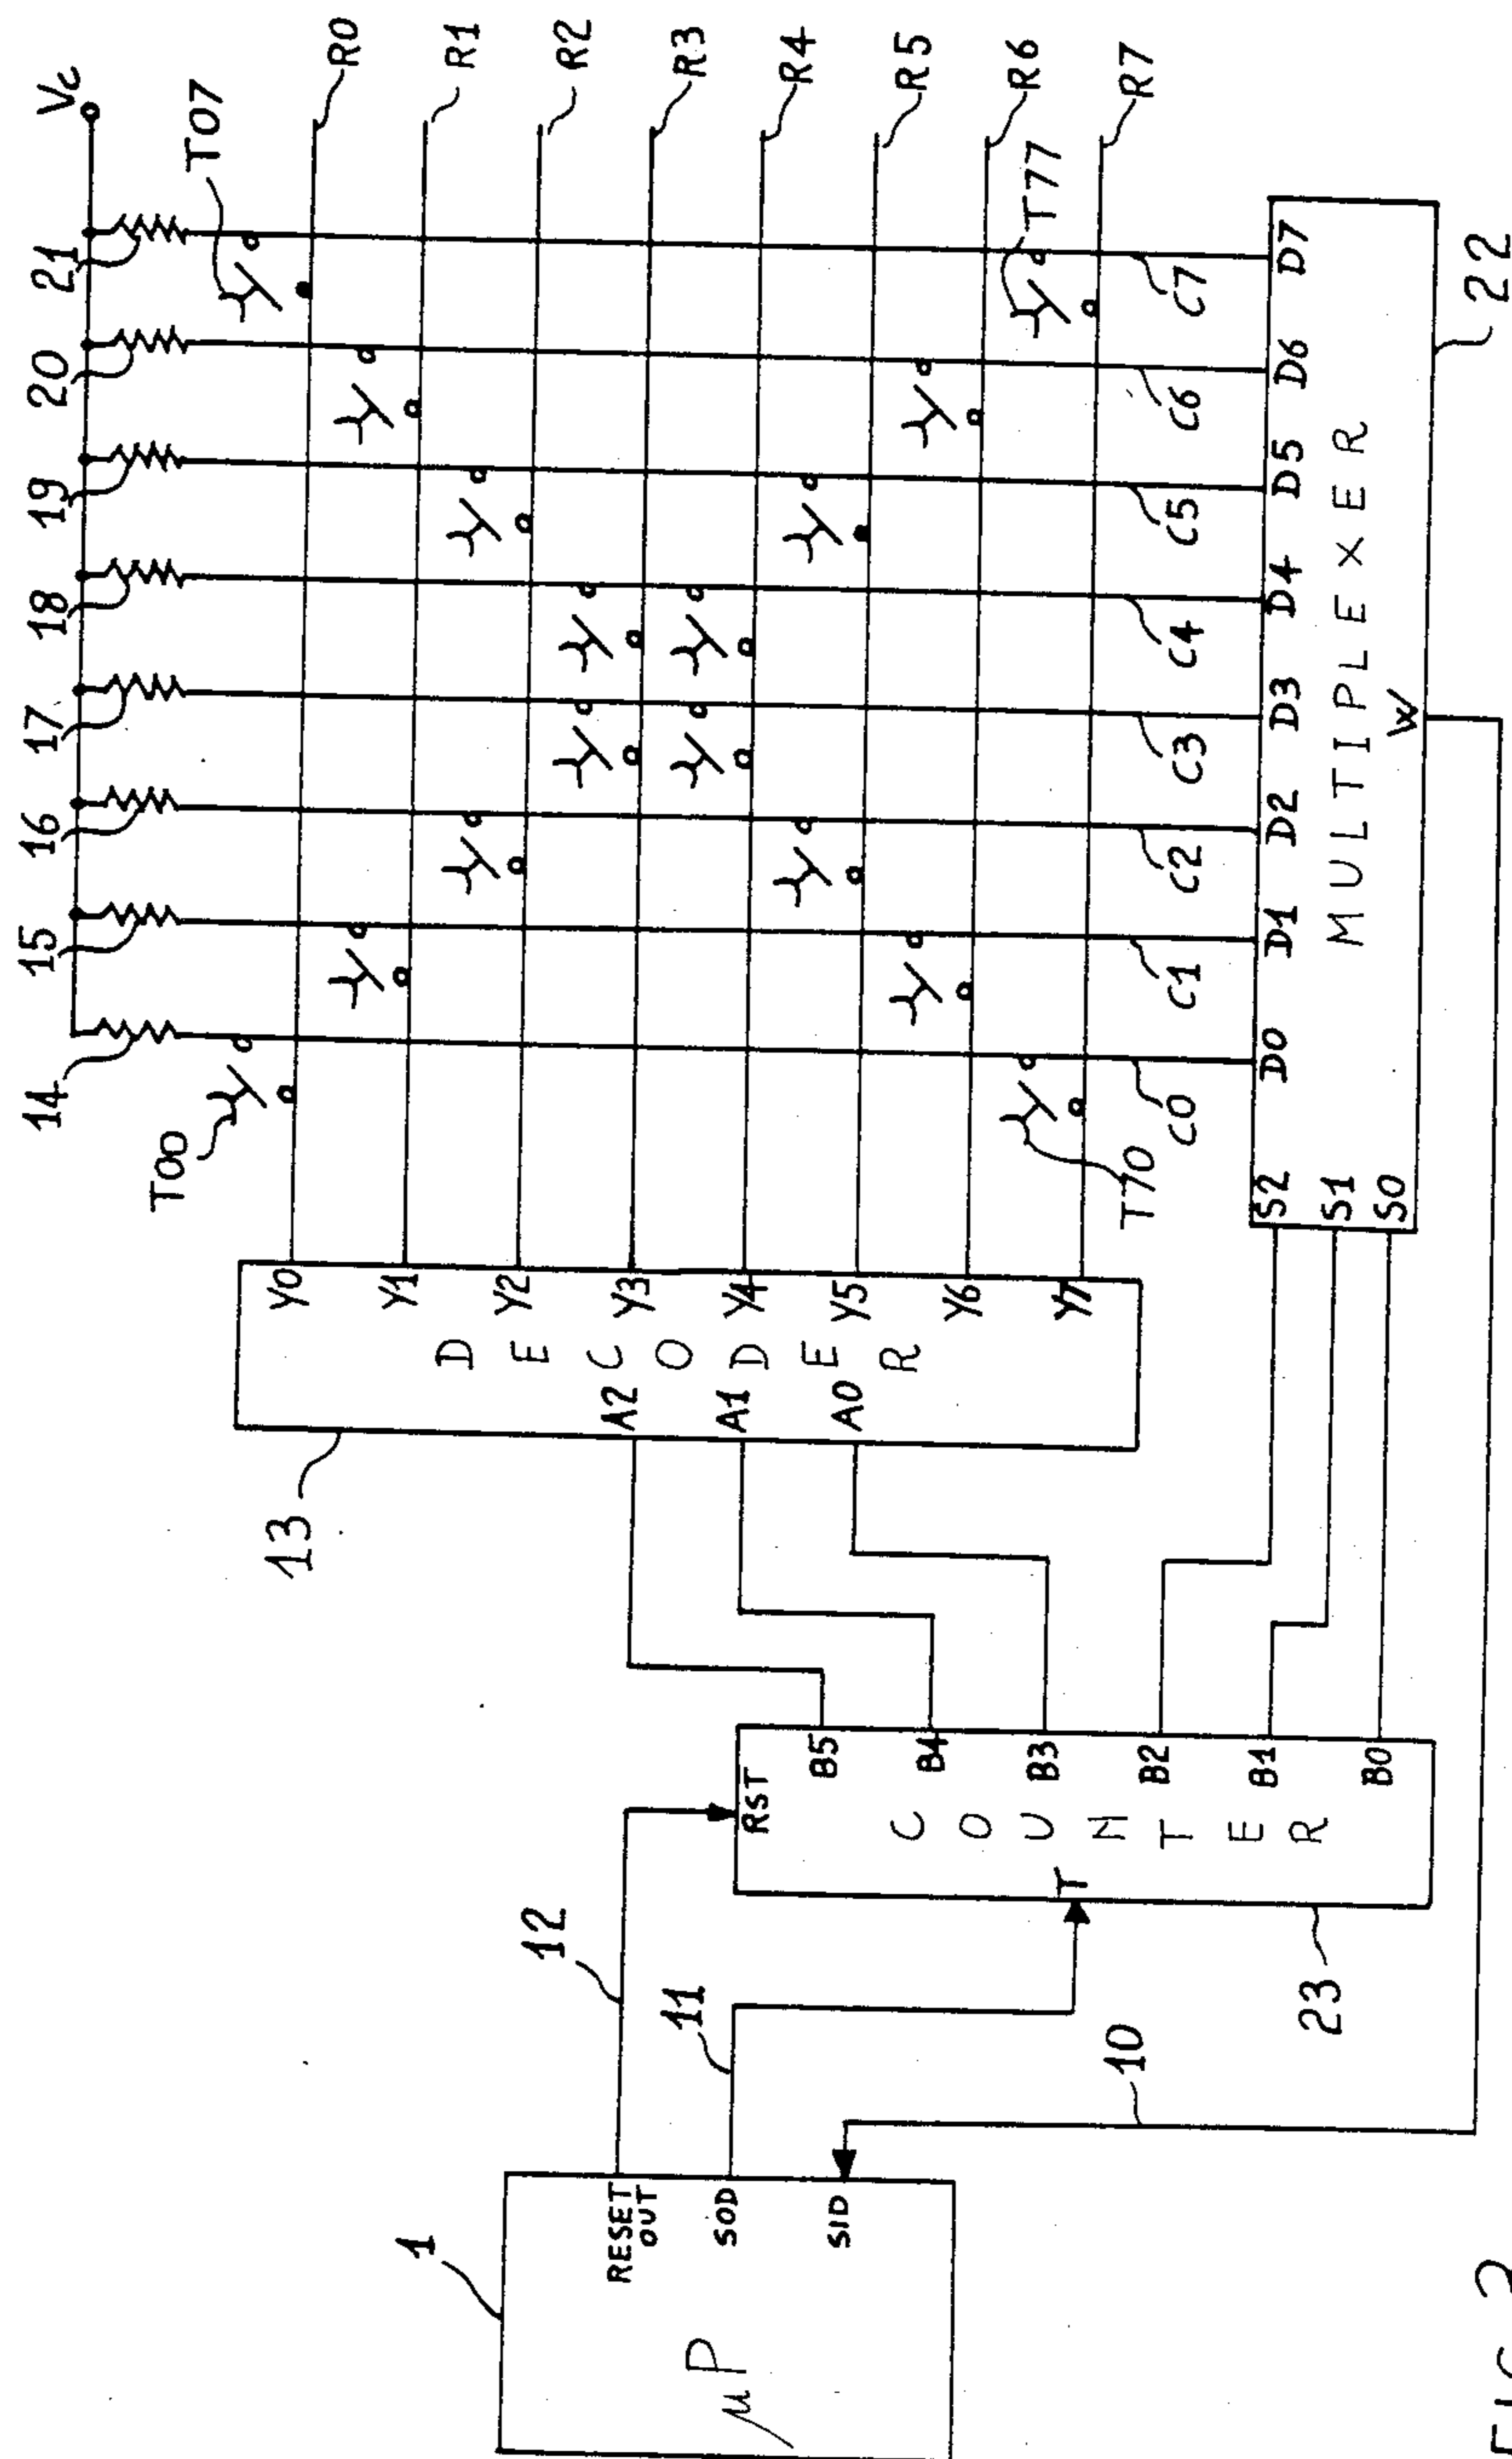 Vc
14
15
16
17
18
19
20
21
T00
T07
R0
R1
R2
R3
R4
R5
R6
R7
T70
T77
C0
C1
C2
C3
C4
C5
C6
C7
13
Y0
Y1
Y2
Y3
Y4
Y5
Y6
Y7
DECODER
A2
A1
A0
D0
D1
D2
D3
D4
D5
D6
D7
MULTIPLEXER
S2
S1
S0
W
22
RST
B5
B4
B3
B2
B1
B0
COUNTER
T
23
12
11
10
1
RESET
OUT
SOD
SID
μP